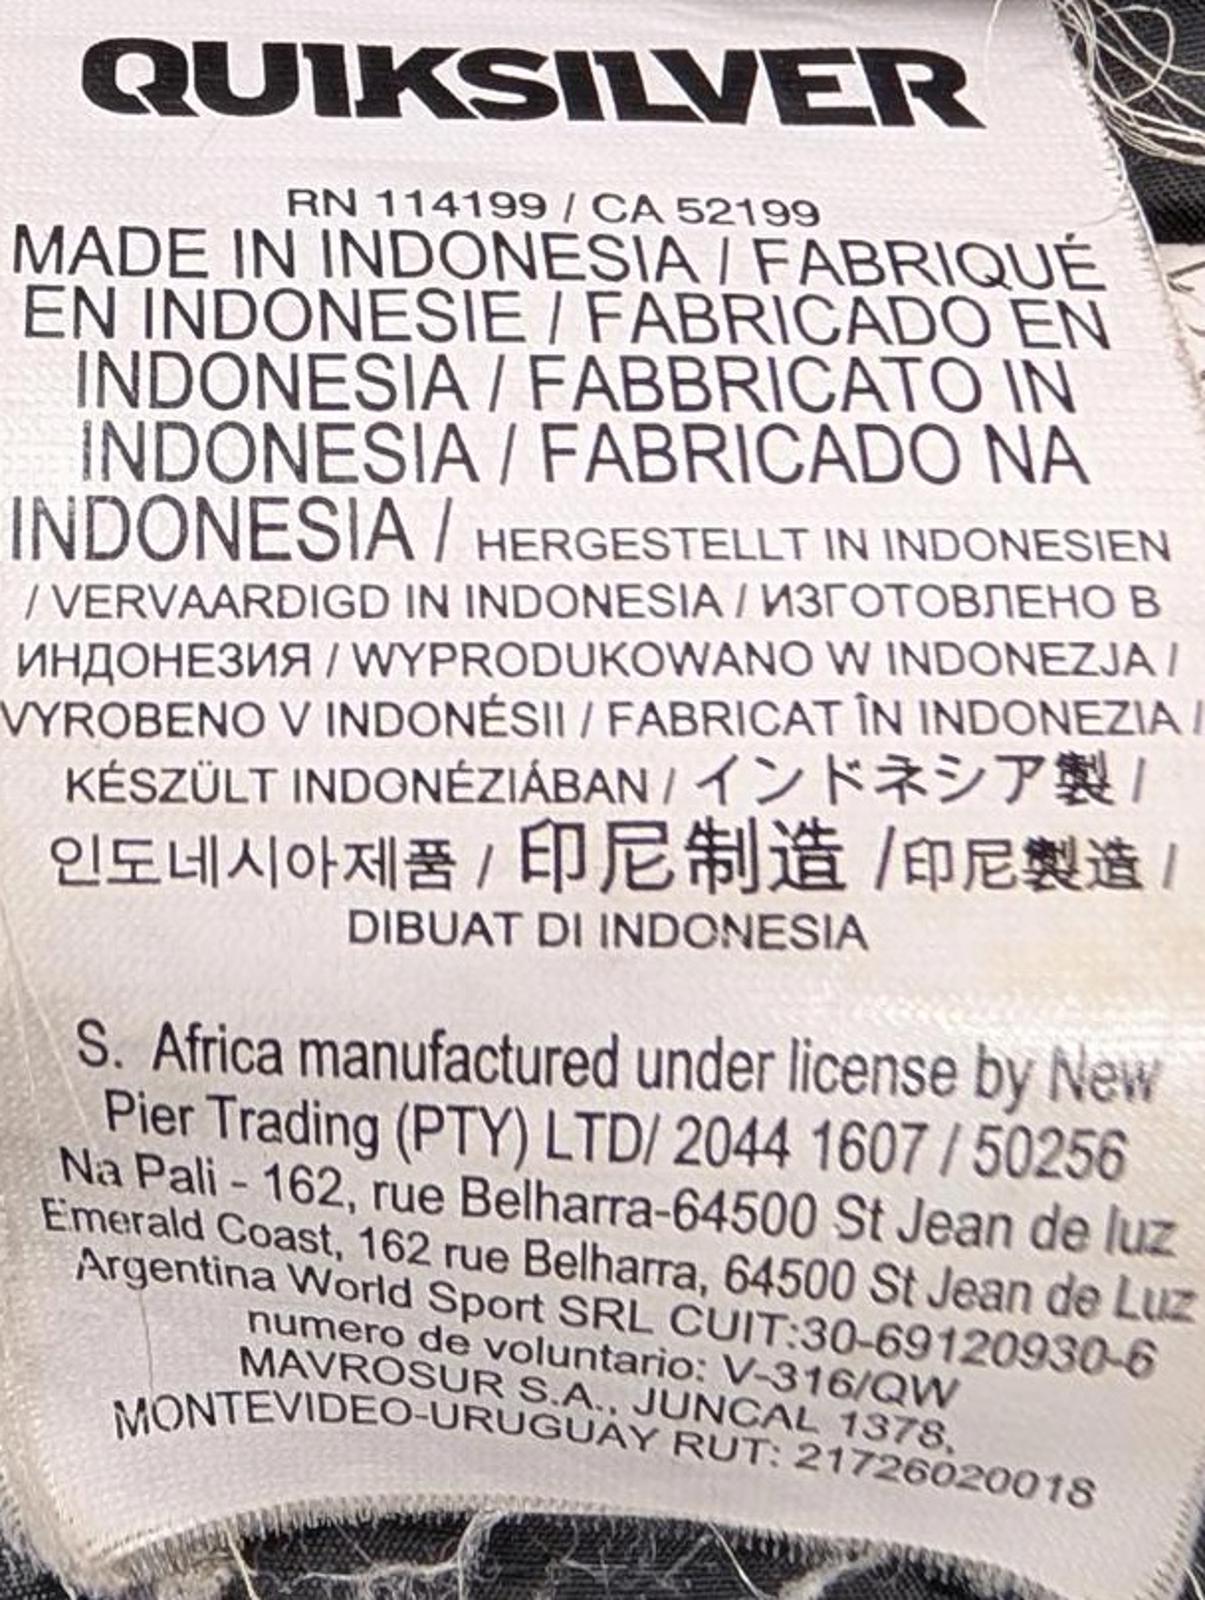 QUIKSILVER
RN 114199 / CA 52199
MADE IN INDONESIA / FABRIQUÉ
EN INDONESIE / FABRICADO EN
INDONESIA / FABBRICATO IN
INDONESIA / FABRICADO NA
INDONESIA / HERGESTELLT IN INDONESIEN
/ VERVAARDIGD IN INDONESIA / ИЗГОТОВЛЕНО В
ИНДОНЕЗИЯ / WYPRODUKOWANO W INDONEZJA /
VYROBENO V INDONÉSII / FABRICAT ÎN INDONEZIA /
KÉSZÜLT INDONÉZIÁBAN / インドネシア製 /
인도네시아제품 / 印尼制造 /印尼製造 /
DIBUAT DI INDONESIA
S. Africa manufactured under license by New
Pier Trading (PTY) LTD/ 2044 1607 / 50256
Na Pali - 162, rue Belharra-64500 St Jean de luz
Emerald Coast, 162 rue Belharra, 64500 St Jean de Luz
Argentina World Sport SRL CUIT:30-69120930-6
numero de voluntario: V-316/QW
MAVROSUR S.A., JUNCAL 1378,
MONTEVIDEO-URUGUAY RUT: 21726020018